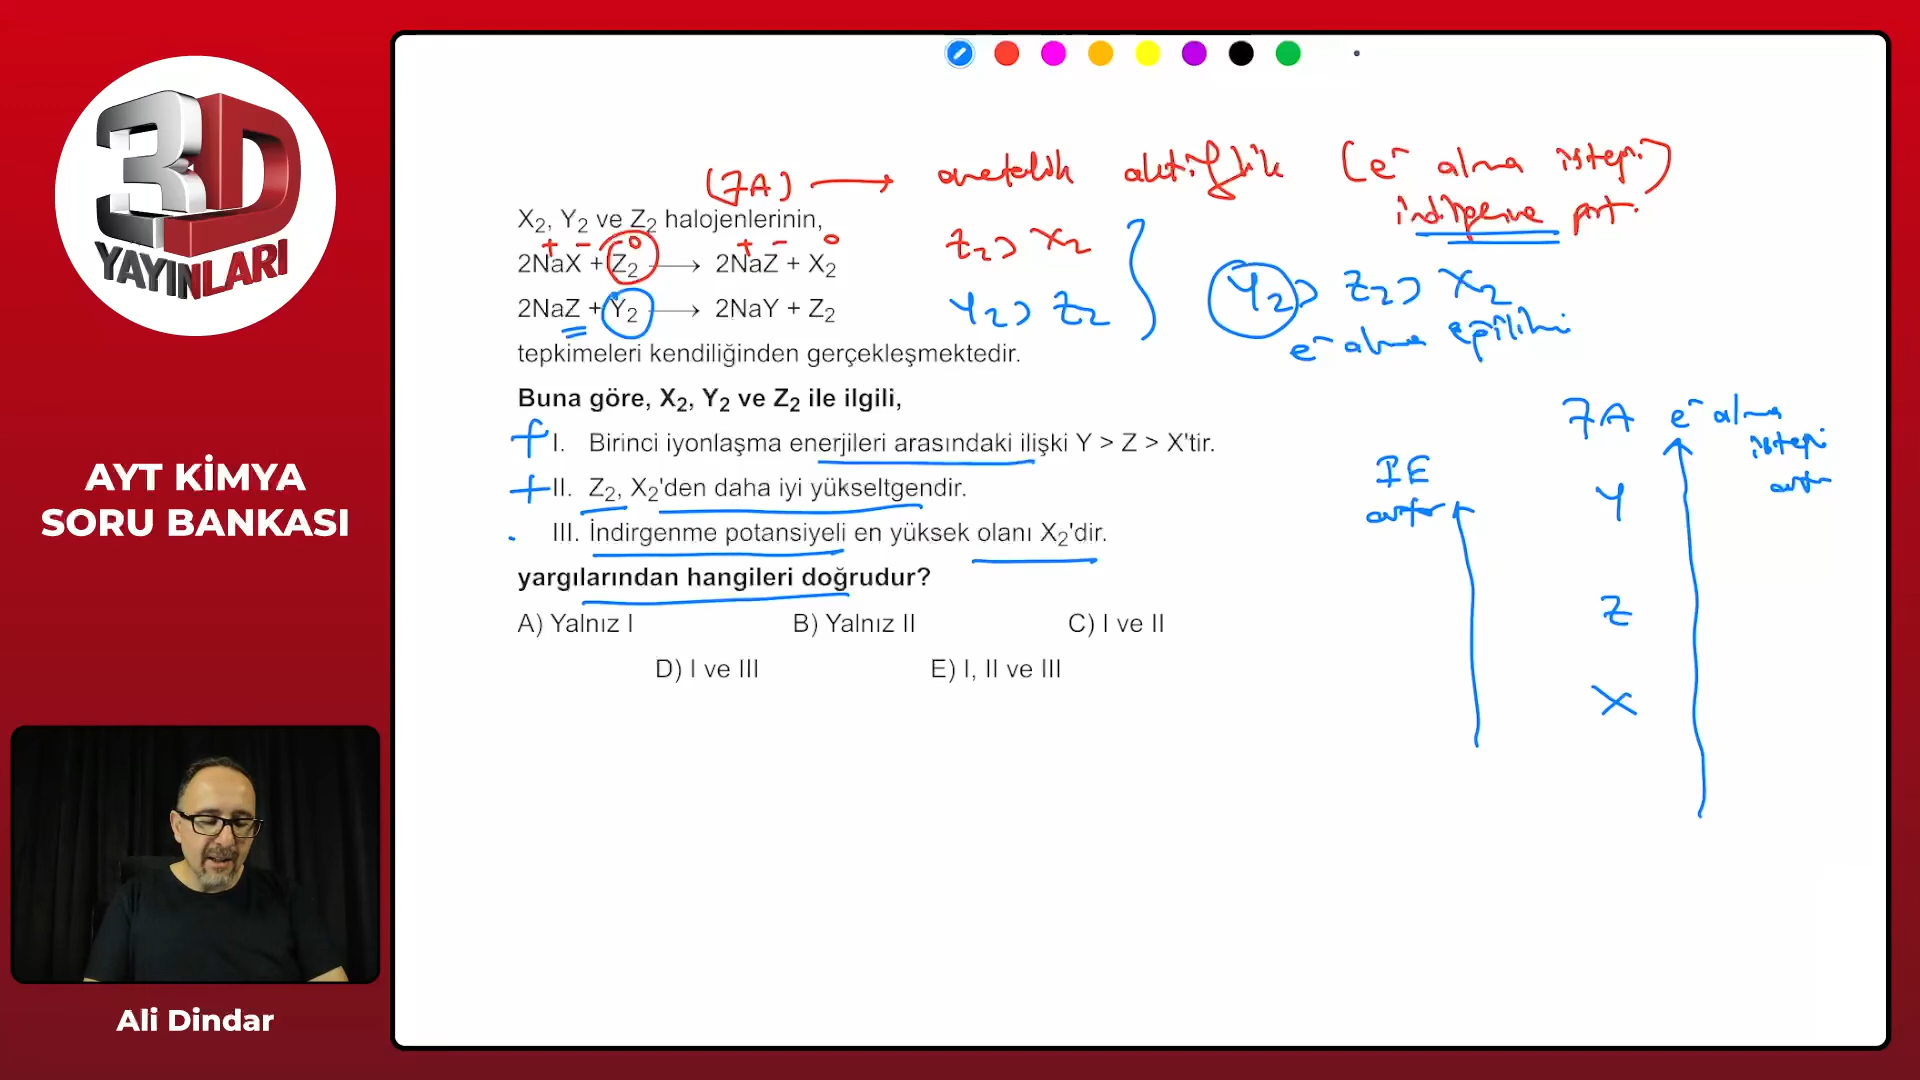 3D
YAYINLARI
AYT KİMYA
SORU BANKASI
Ali Dindar
(7A) → ametalik aktiflik (e⁻ alma isteği)
indirgenme pot.
X₂, Y₂ ve Z₂ halojenlerinin,
+ - 0 + - 0
2NaX + Z₂ → 2NaZ + X₂
Z₂ > X₂
2NaZ + Y₂ → 2NaY + Z₂
Y₂ > Z₂
Y₂ > Z₂ > X₂
e⁻ alma eğilimi
tepkimeleri kendiliğinden gerçekleşmektedir.
Buna göre, X₂, Y₂ ve Z₂ ile ilgili,
+ I. Birinci iyonlaşma enerjileri arasındaki ilişki Y > Z > X'tir.
+ II. Z₂, X₂'den daha iyi yükseltgendir.
III. İndirgenme potansiyeli en yüksek olanı X₂'dir.
yargılarından hangileri doğrudur?
A) Yalnız I B) Yalnız II C) I ve II
D) I ve III E) I, II ve III
7A e⁻ alma
isteği
artar
IE
artar
Y
Z
X